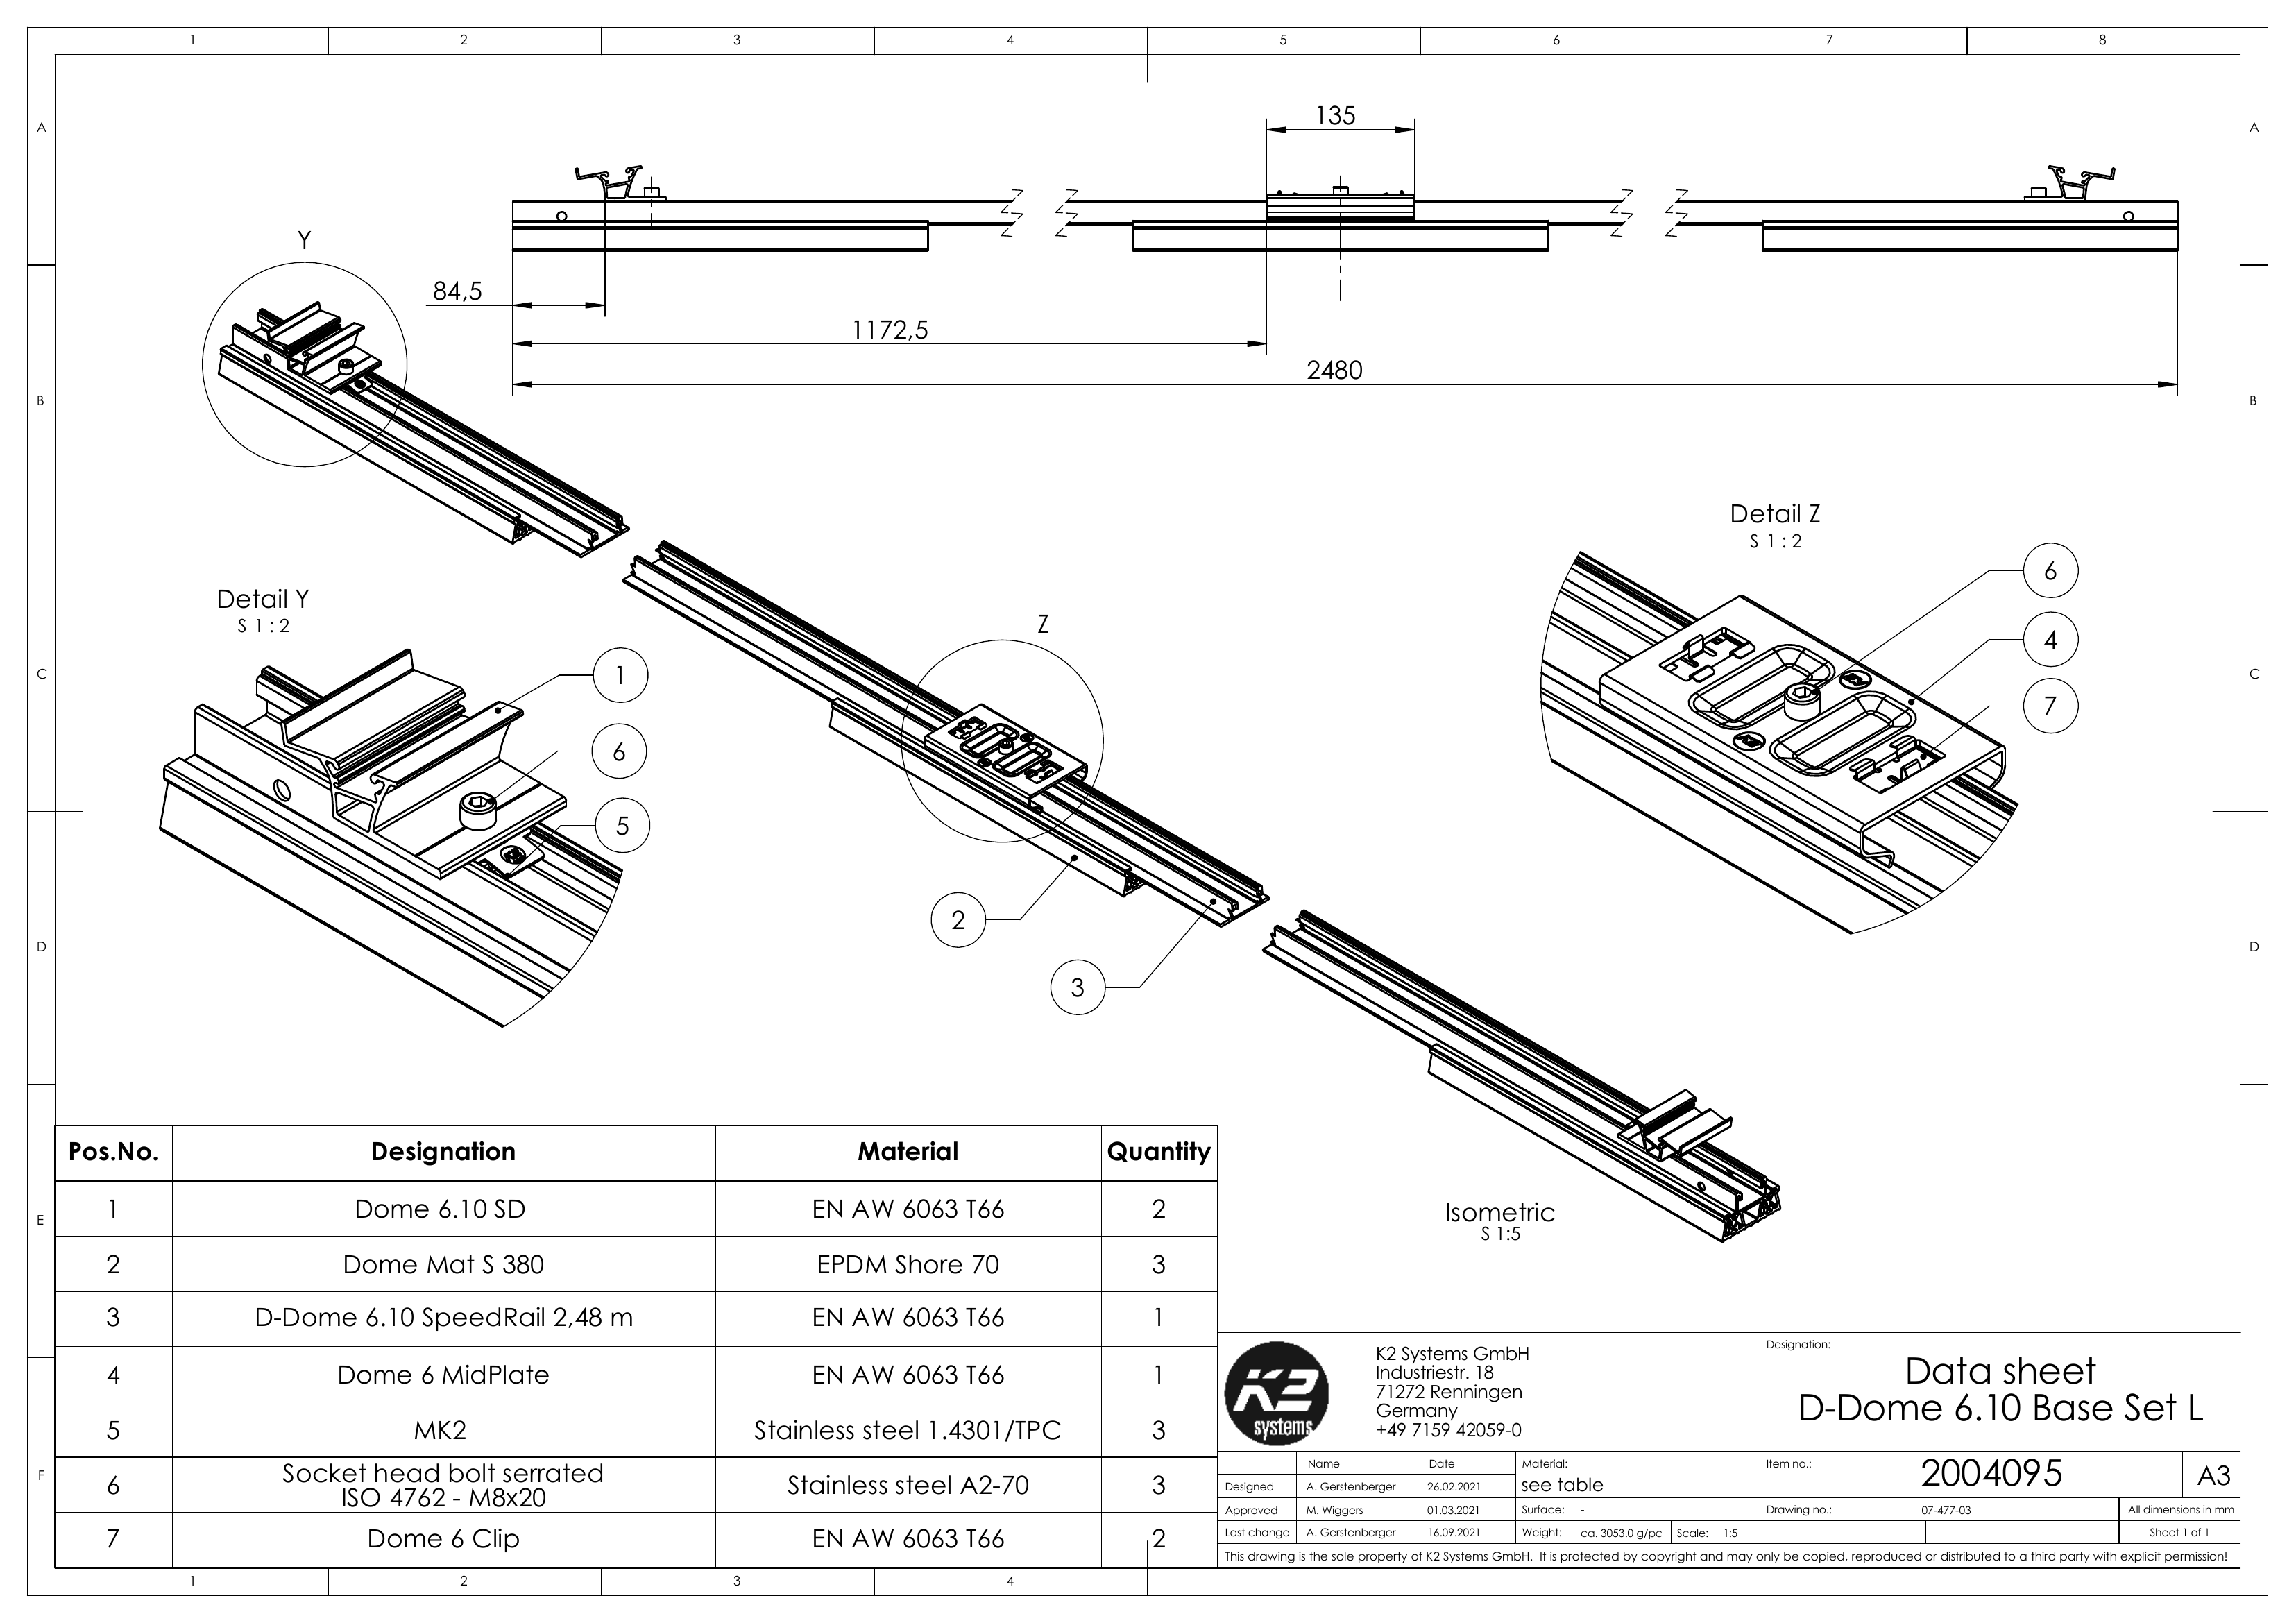 1 2 3 4 5 6 7 8
A A
135
Y
84,5
1172,5
2480
B B
Detail Z
S 1 : 2
6
4
7
Detail Y
S 1 : 2
Z
1
6
5
C C
2
3
D D
Isometric
S 1:5
Pos.No. Designation Material Quantity
1 Dome 6.10 SD EN AW 6063 T66 2
2 Dome Mat S 380 EPDM Shore 70 3
3 D-Dome 6.10 SpeedRail 2,48 m EN AW 6063 T66 1
4 Dome 6 MidPlate EN AW 6063 T66 1
5 MK2 Stainless steel 1.4301/TPC 3
6 Socket head bolt serrated
ISO 4762 - M8x20 Stainless steel A2-70 3
7 Dome 6 Clip EN AW 6063 T66 2
E
F
K2
systems
K2 Systems GmbH
Industriestr. 18
71272 Renningen
Germany
+49 7159 42059-0
Designation:
Data sheet
D-Dome 6.10 Base Set L
Name Date Material: Item no.: 2004095 A3
Designed A. Gerstenberger 26.02.2021 see table
Approved M. Wiggers 01.03.2021 Surface: - Drawing no.: 07-477-03 All dimensions in mm
Last change A. Gerstenberger 16.09.2021 Weight: ca. 3053.0 g/pc Scale: 1:5 Sheet 1 of 1
This drawing is the sole property of K2 Systems GmbH. It is protected by copyright and may only be copied, reproduced or distributed to a third party with explicit permission!
1 2 3 4